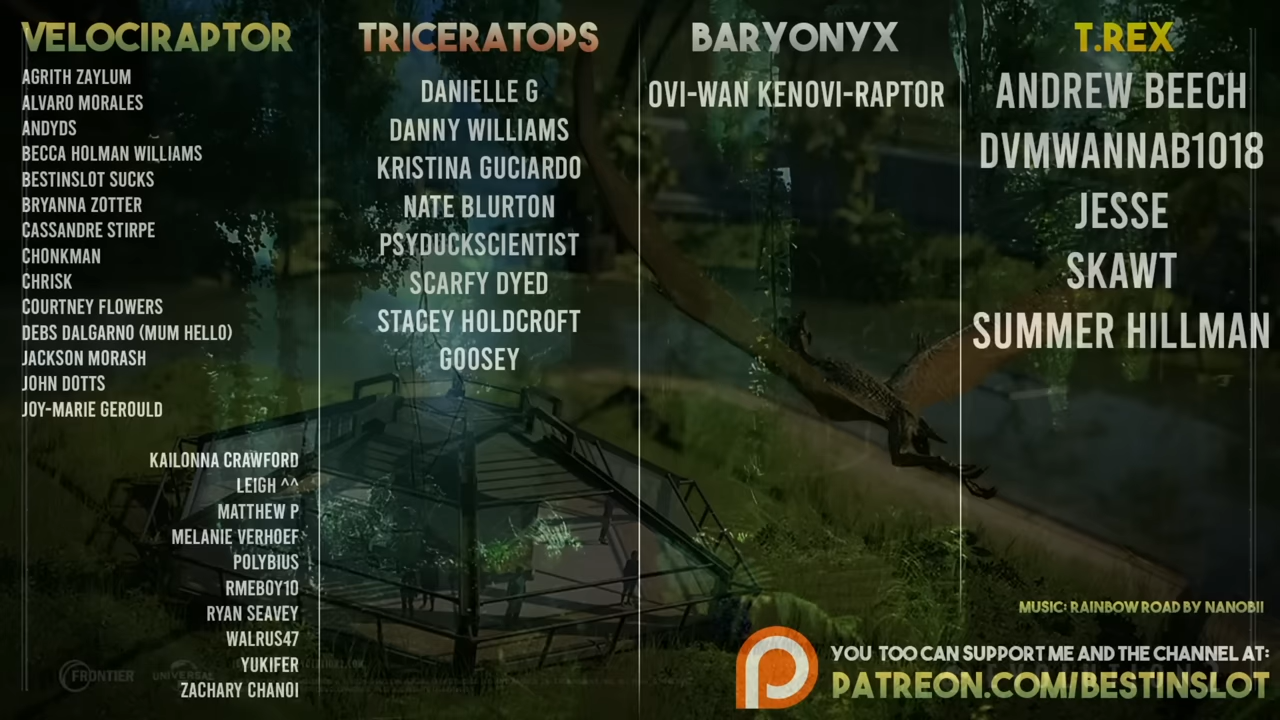 VELOCIRAPTOR
AGRITH ZAYLUM
ALVARO MORALES
ANDYDS
BECCA HOLMAN WILLIAMS
BESTINSLOT SUCKS
BRYANNA ZOTTER
CASSANDRE STIRPE
CHONKMAN
CHRISK
COURTNEY FLOWERS
DEBS DALGARNO (MUM HELLO)
JACKSON MORASH
JOHN DOTTS
JOY-MARIE GEROULD
KAILONNA CRAWFORD
LEIGH ^^
MATTHEW P
MELANIE VERHOEF
POLYBIUS
RMEBOY10
RYAN SEAVEY
WALRUS47
YUKIFER
ZACHARY CHANOI
TRICERATOPS
DANIELLE G
DANNY WILLIAMS
KRISTINA GUCIARDO
NATE BLURTON
PSYDUCKSCIENTIST
SCARFY DYED
STACEY HOLDCROFT
GOOSEY
BARYONYX
OVI-WAN KENOVI-RAPTOR
T.REX
ANDREW BEECH
DVMWANNAB1018
JESSE
SKAWT
SUMMER HILLMAN
MUSIC: RAINBOW ROAD BY NANOBII
YOU TOO CAN SUPPORT ME AND THE CHANNEL AT:
PATREON.COM/BESTINSLOT
FRONTIER
UNIVERSAL